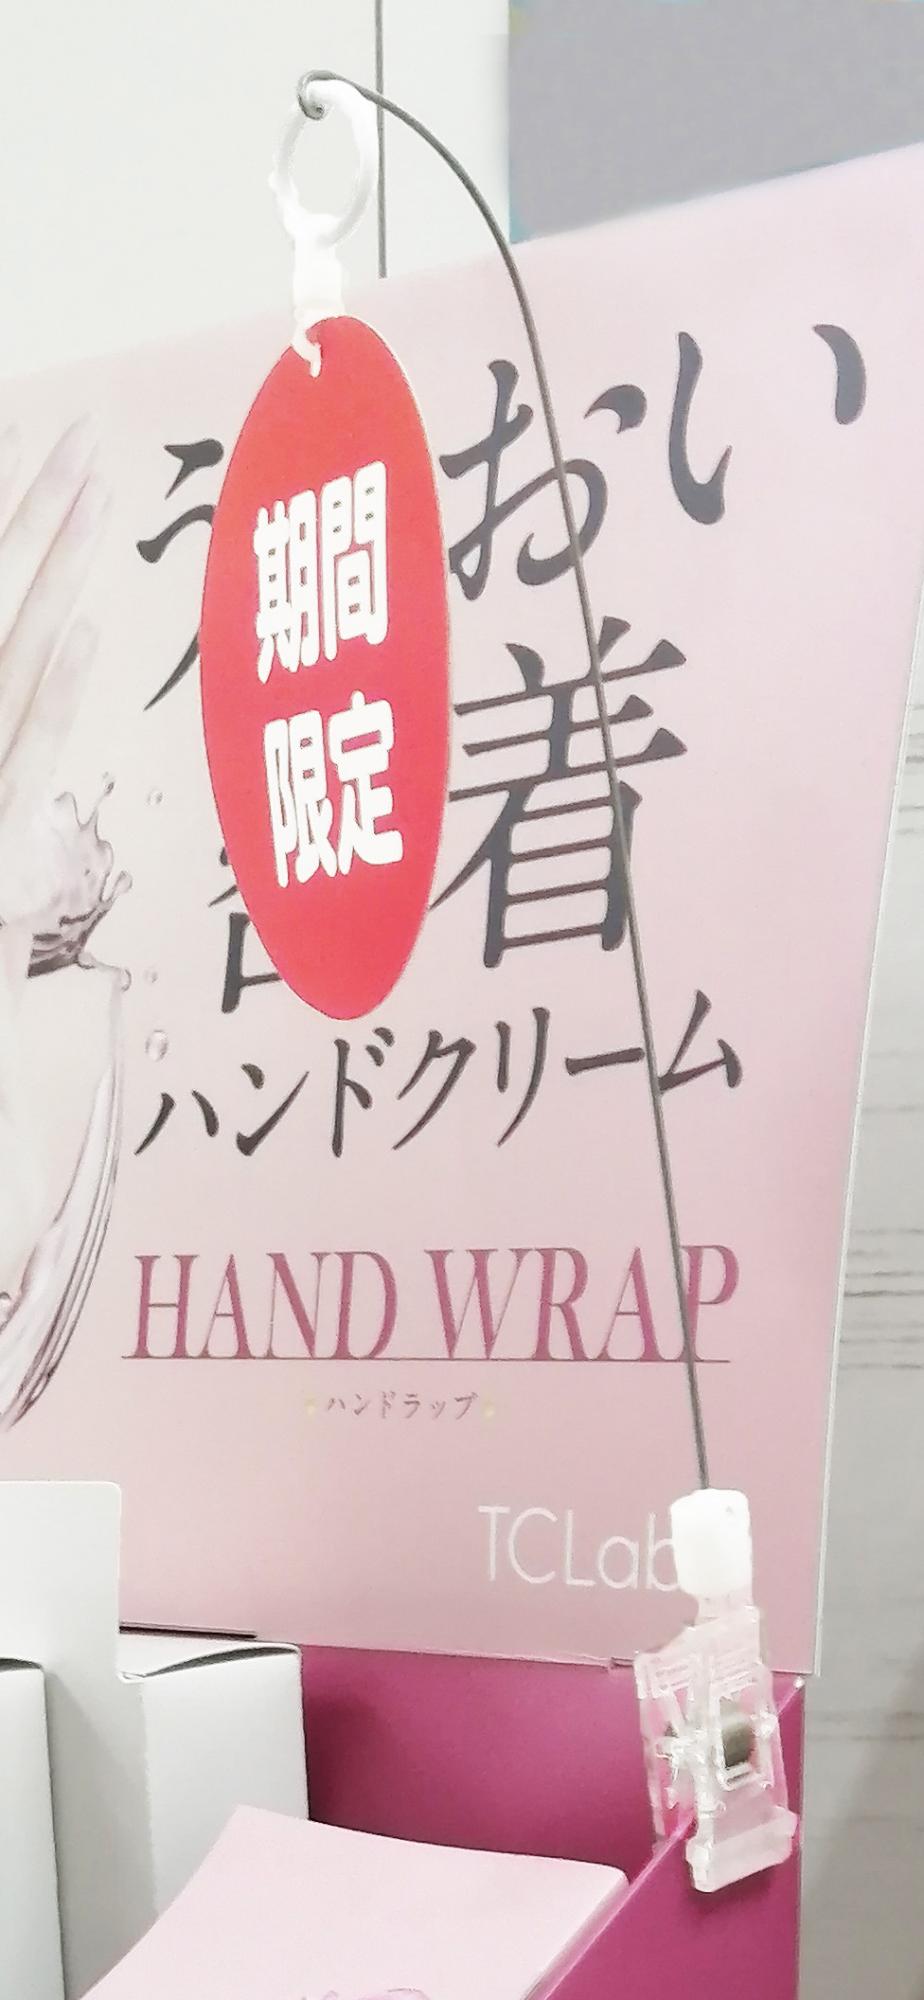 期間
限定
おい
着
ハンドクリーム
HAND WRAP
ハンドラップ
TCLab